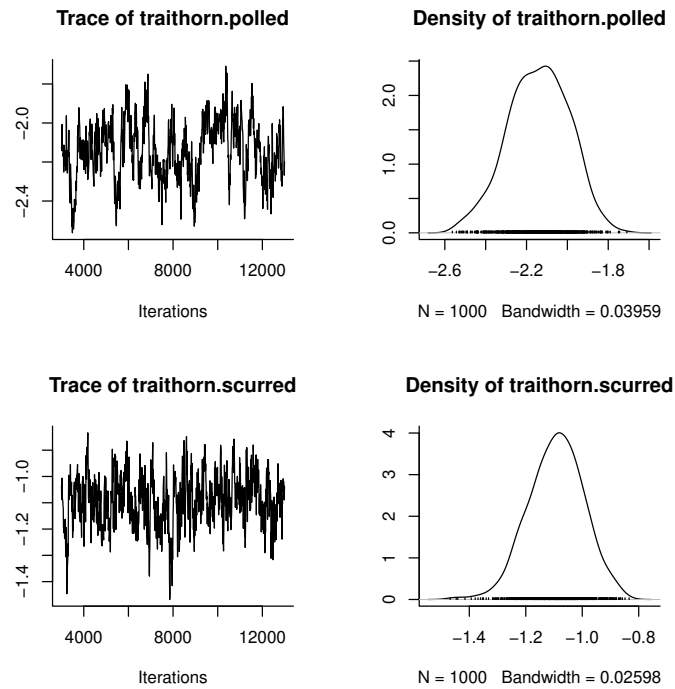 Trace of traithorn.polled
Density of traithorn.polled
−2.0
−2.4
4000 8000 12000
Iterations
2.0
1.0
0.0
−2.6 −2.2 −1.8
N = 1000 Bandwidth = 0.03959
Trace of traithorn.scurred
Density of traithorn.scurred
−1.0
−1.2
−1.4
4000 8000 12000
Iterations
4
3
2
1
0
−1.4 −1.2 −1.0 −0.8
N = 1000 Bandwidth = 0.02598